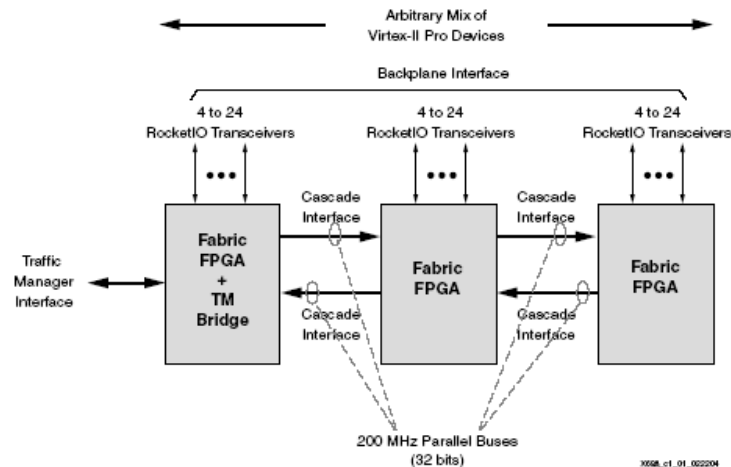 Arbitrary Mix of
Virtex-II Pro Devices
Backplane Interface
4 to 24
RocketIO Transceivers
4 to 24
RocketIO Transceivers
4 to 24
RocketIO Transceivers
Cascade
Interface
Cascade
Interface
Traffic
Manager
Interface
Fabric
FPGA
+
TM
Bridge
Fabric
FPGA
Fabric
FPGA
Cascade
Interface
Cascade
Interface
200 MHz Parallel Buses
(32 bits)